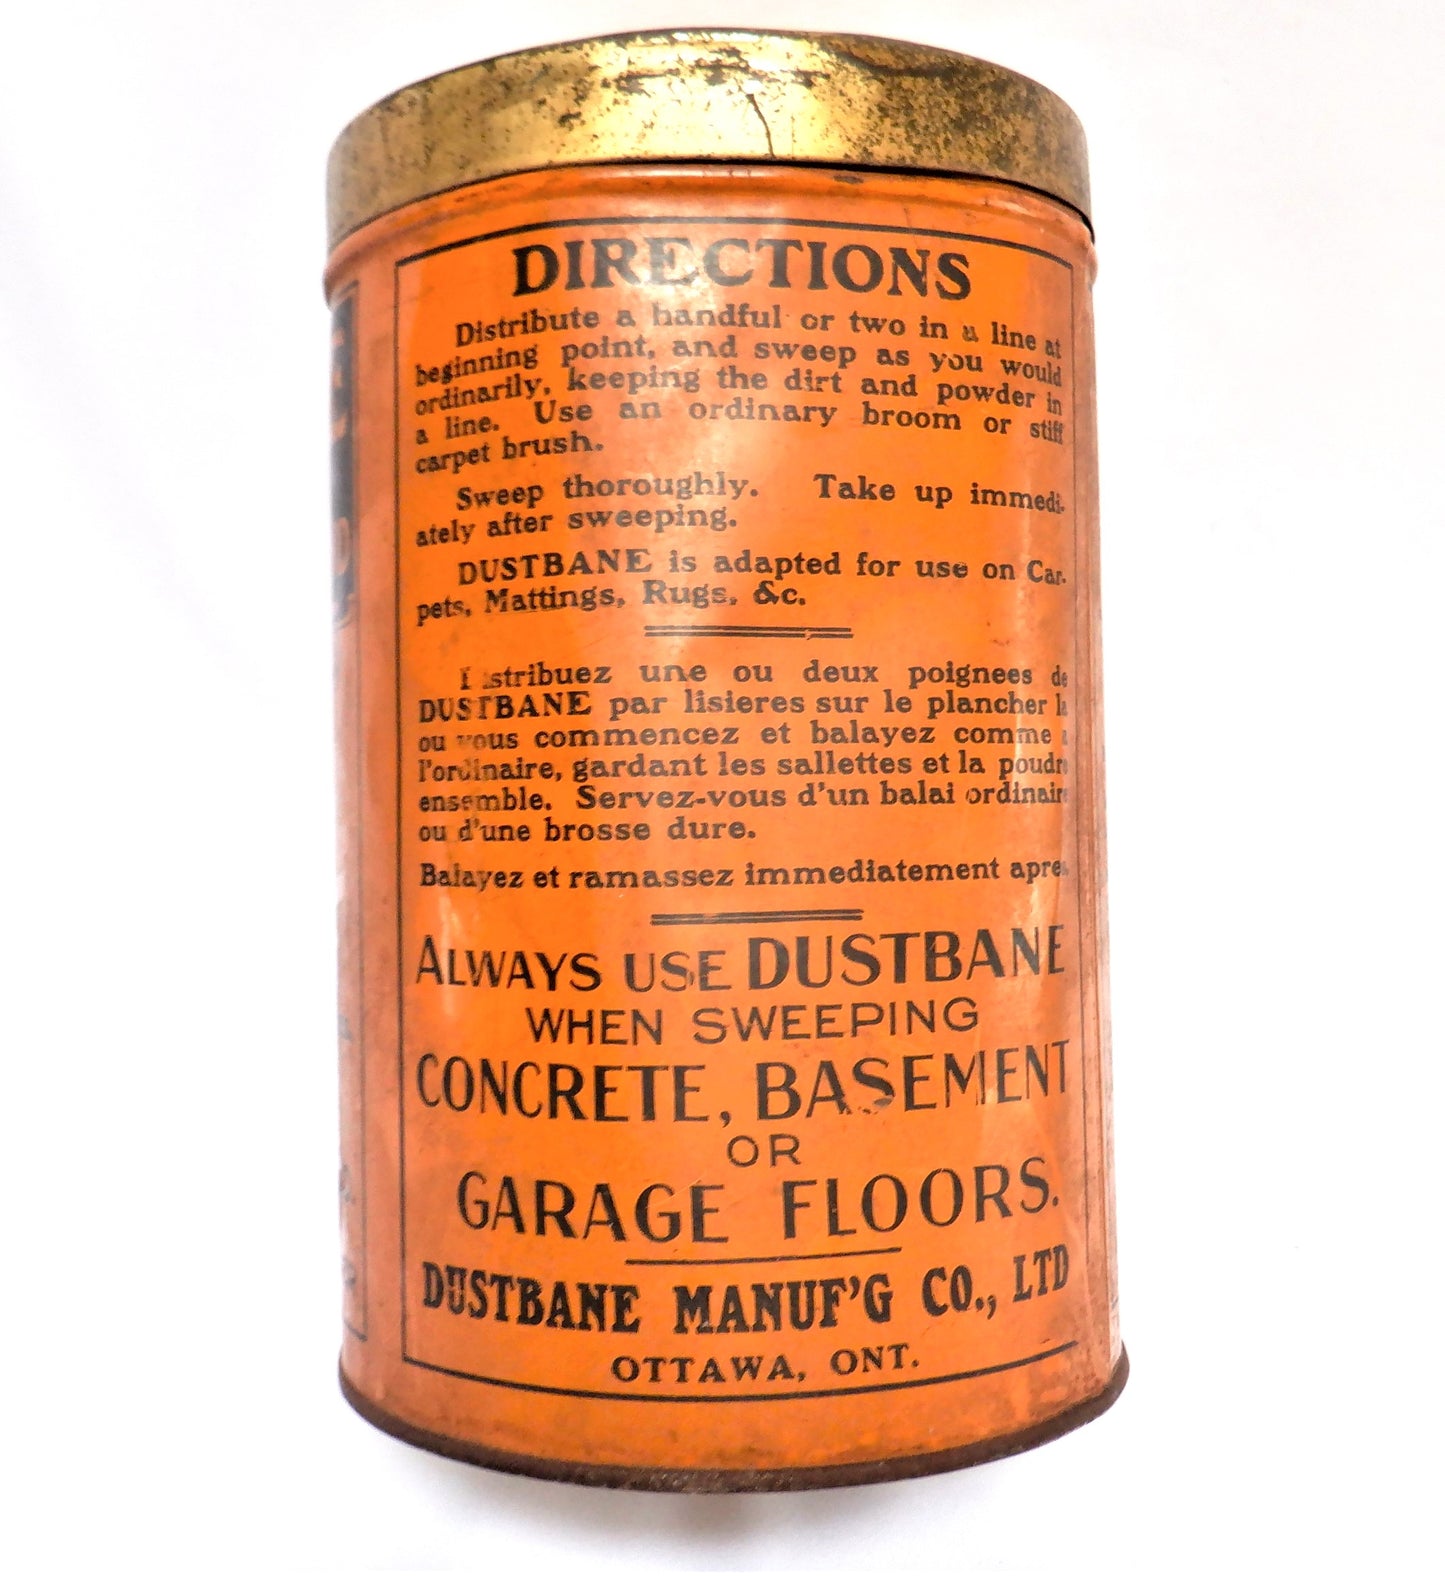 DIRECTIONS
Distribute a handful or two in a line at
beginning point, and sweep as you would
ordinarily, keeping the dirt and powder in
a line. Use an ordinary broom or stiff
carpet brush.
Sweep thoroughly. Take up immedi-
ately after sweeping.
DUSTBANE is adapted for use on Car-
pets, Mattings, Rugs, &c.
Distribuez une ou deux poignees de
DUSTBANE par lisieres sur le plancher la
ou vous commencez et balayez comme a
l'ordinaire, gardant les sallettes et la poudre
ensemble. Servez-vous d'un balai ordinaire
ou d'une brosse dure.
Balayez et ramassez immediatement apres
ALWAYS USE DUSTBANE
WHEN SWEEPING
CONCRETE, BASEMENT
OR
GARAGE FLOORS.
DUSTBANE MANUF'G CO., LTD
OTTAWA, ONT.